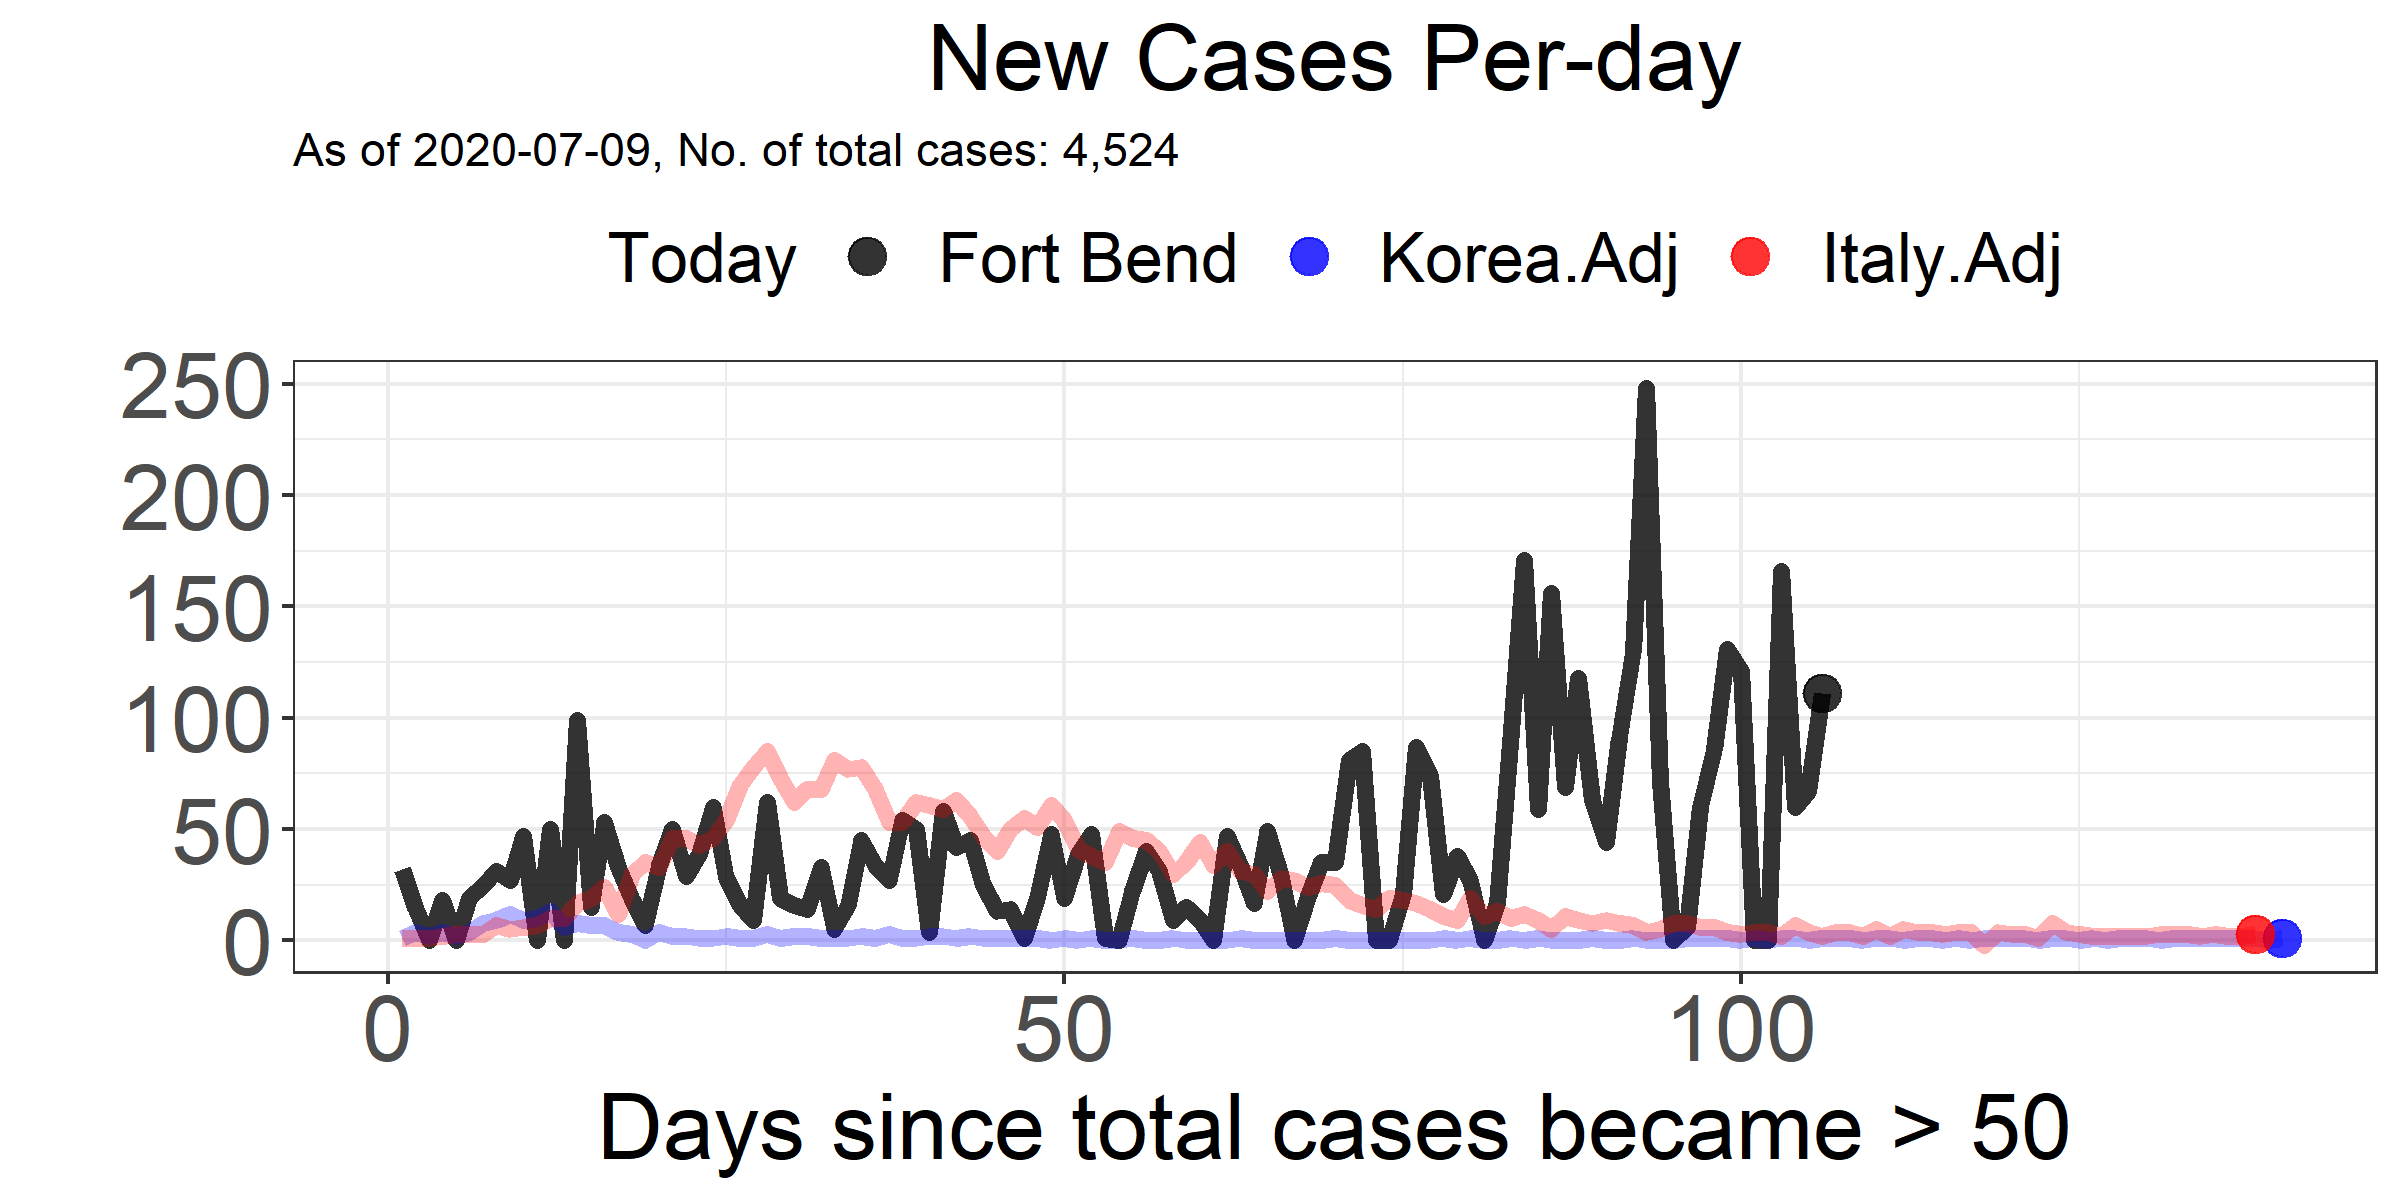 New Cases Per-day
As of 2020-07-09, No. of total cases: 4,524
Today Fort Bend Korea.Adj Italy.Adj
250
200
150
100
50
0
0 50 100
Days since total cases became > 50